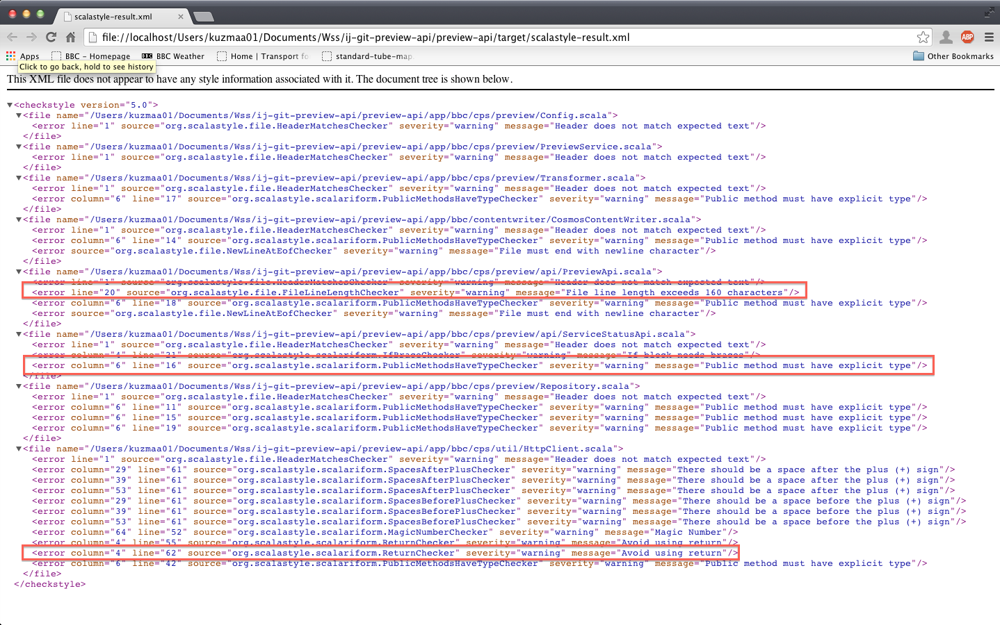 scalastyle-result.xml
file://localhost/Users/kuzmaa01/Documents/Wss/ij-git-preview-api/preview-api/target/scalastyle-result.xml
ABP
Apps BBC - Homepage BBC BBC Weather Home | Transport fo standard-tube-map. Other Bookmarks
Click to go back, hold to see history
This XML file does not appear to have any style information associated with it. The document tree is shown below.
▼<checkstyle version="5.0">
▼<file name="/Users/kuzmaa01/Documents/Wss/ij-git-preview-api/preview-api/app/bbc/cps/preview/Config.scala">
<error line="1" source="org.scalastyle.file.HeaderMatchesChecker" severity="warning" message="Header does not match expected text"/>
</file>
▼<file name="/Users/kuzmaa01/Documents/Wss/ij-git-preview-api/preview-api/app/bbc/cps/preview/PreviewService.scala">
<error line="1" source="org.scalastyle.file.HeaderMatchesChecker" severity="warning" message="Header does not match expected text"/>
</file>
▼<file name="/Users/kuzmaa01/Documents/Wss/ij-git-preview-api/preview-api/app/bbc/cps/preview/Transformer.scala">
<error line="1" source="org.scalastyle.file.HeaderMatchesChecker" severity="warning" message="Header does not match expected text"/>
<error column="6" line="17" source="org.scalastyle.scalariform.PublicMethodsHaveTypeChecker" severity="warning" message="Public method must have explicit type"/>
</file>
▼<file name="/Users/kuzmaa01/Documents/Wss/ij-git-preview-api/preview-api/app/bbc/contentwriter/CosmosContentWriter.scala">
<error line="1" source="org.scalastyle.file.HeaderMatchesChecker" severity="warning" message="Header does not match expected text"/>
<error column="6" line="14" source="org.scalastyle.scalariform.PublicMethodsHaveTypeChecker" severity="warning" message="Public method must have explicit type"/>
<error source="org.scalastyle.file.NewLineAtEofChecker" severity="warning" message="File must end with newline character"/>
</file>
▼<file name="/Users/kuzmaa01/Documents/Wss/ij-git-preview-api/preview-api/app/bbc/cps/preview/api/PreviewApi.scala">
<error line="1" source="org.scalastyle.file.HeaderMatchesChecker" severity="warning" message="Header does not match expected text"/>
<error line="20" source="org.scalastyle.file.FileLineLengthChecker" severity="warning" message="File line length exceeds 160 characters"/>
<error column="6" line="18" source="org.scalastyle.scalariform.PublicMethodsHaveTypeChecker" severity="warning" message="Public method must have explicit type"/>
<error source="org.scalastyle.file.NewLineAtEofChecker" severity="warning" message="File must end with newline character"/>
</file>
▼<file name="/Users/kuzmaa01/Documents/Wss/ij-git-preview-api/preview-api/app/bbc/cps/preview/api/ServiceStatusApi.scala">
<error line="1" source="org.scalastyle.file.HeaderMatchesChecker" severity="warning" message="Header does not match expected text"/>
<error column="4" line="21" source="org.scalastyle.scalariform.IfBraceChecker" severity="warning" message="If block needs braces"/>
<error column="6" line="16" source="org.scalastyle.scalariform.PublicMethodsHaveTypeChecker" severity="warning" message="Public method must have explicit type"/>
</file>
▼<file name="/Users/kuzmaa01/Documents/Wss/ij-git-preview-api/preview-api/app/bbc/cps/preview/Repository.scala">
<error line="1" source="org.scalastyle.file.HeaderMatchesChecker" severity="warning" message="Header does not match expected text"/>
<error column="6" line="11" source="org.scalastyle.scalariform.PublicMethodsHaveTypeChecker" severity="warning" message="Public method must have explicit type"/>
<error column="6" line="15" source="org.scalastyle.scalariform.PublicMethodsHaveTypeChecker" severity="warning" message="Public method must have explicit type"/>
<error column="6" line="19" source="org.scalastyle.scalariform.PublicMethodsHaveTypeChecker" severity="warning" message="Public method must have explicit type"/>
</file>
▼<file name="/Users/kuzmaa01/Documents/Wss/ij-git-preview-api/preview-api/app/bbc/cps/util/HttpClient.scala">
<error line="1" source="org.scalastyle.file.HeaderMatchesChecker" severity="warning" message="Header does not match expected text"/>
<error column="29" line="61" source="org.scalastyle.scalariform.SpacesAfterPlusChecker" severity="warning" message="There should be a space after the plus (+) sign"/>
<error column="39" line="61" source="org.scalastyle.scalariform.SpacesAfterPlusChecker" severity="warning" message="There should be a space after the plus (+) sign"/>
<error column="53" line="61" source="org.scalastyle.scalariform.SpacesAfterPlusChecker" severity="warning" message="There should be a space after the plus (+) sign"/>
<error column="29" line="61" source="org.scalastyle.scalariform.SpacesBeforePlusChecker" severity="warning" message="There should be a space before the plus (+) sign"/>
<error column="39" line="61" source="org.scalastyle.scalariform.SpacesBeforePlusChecker" severity="warning" message="There should be a space before the plus (+) sign"/>
<error column="53" line="61" source="org.scalastyle.scalariform.SpacesBeforePlusChecker" severity="warning" message="There should be a space before the plus (+) sign"/>
<error column="64" line="52" source="org.scalastyle.scalariform.MagicNumberChecker" severity="warning" message="Magic Number"/>
<error column="4" line="55" source="org.scalastyle.scalariform.ReturnChecker" severity="warning" message="Avoid using return"/>
<error column="4" line="62" source="org.scalastyle.scalariform.ReturnChecker" severity="warning" message="Avoid using return"/>
<error column="6" line="42" source="org.scalastyle.scalariform.PublicMethodsHaveTypeChecker" severity="warning" message="Public method must have explicit type"/>
</file>
</checkstyle>